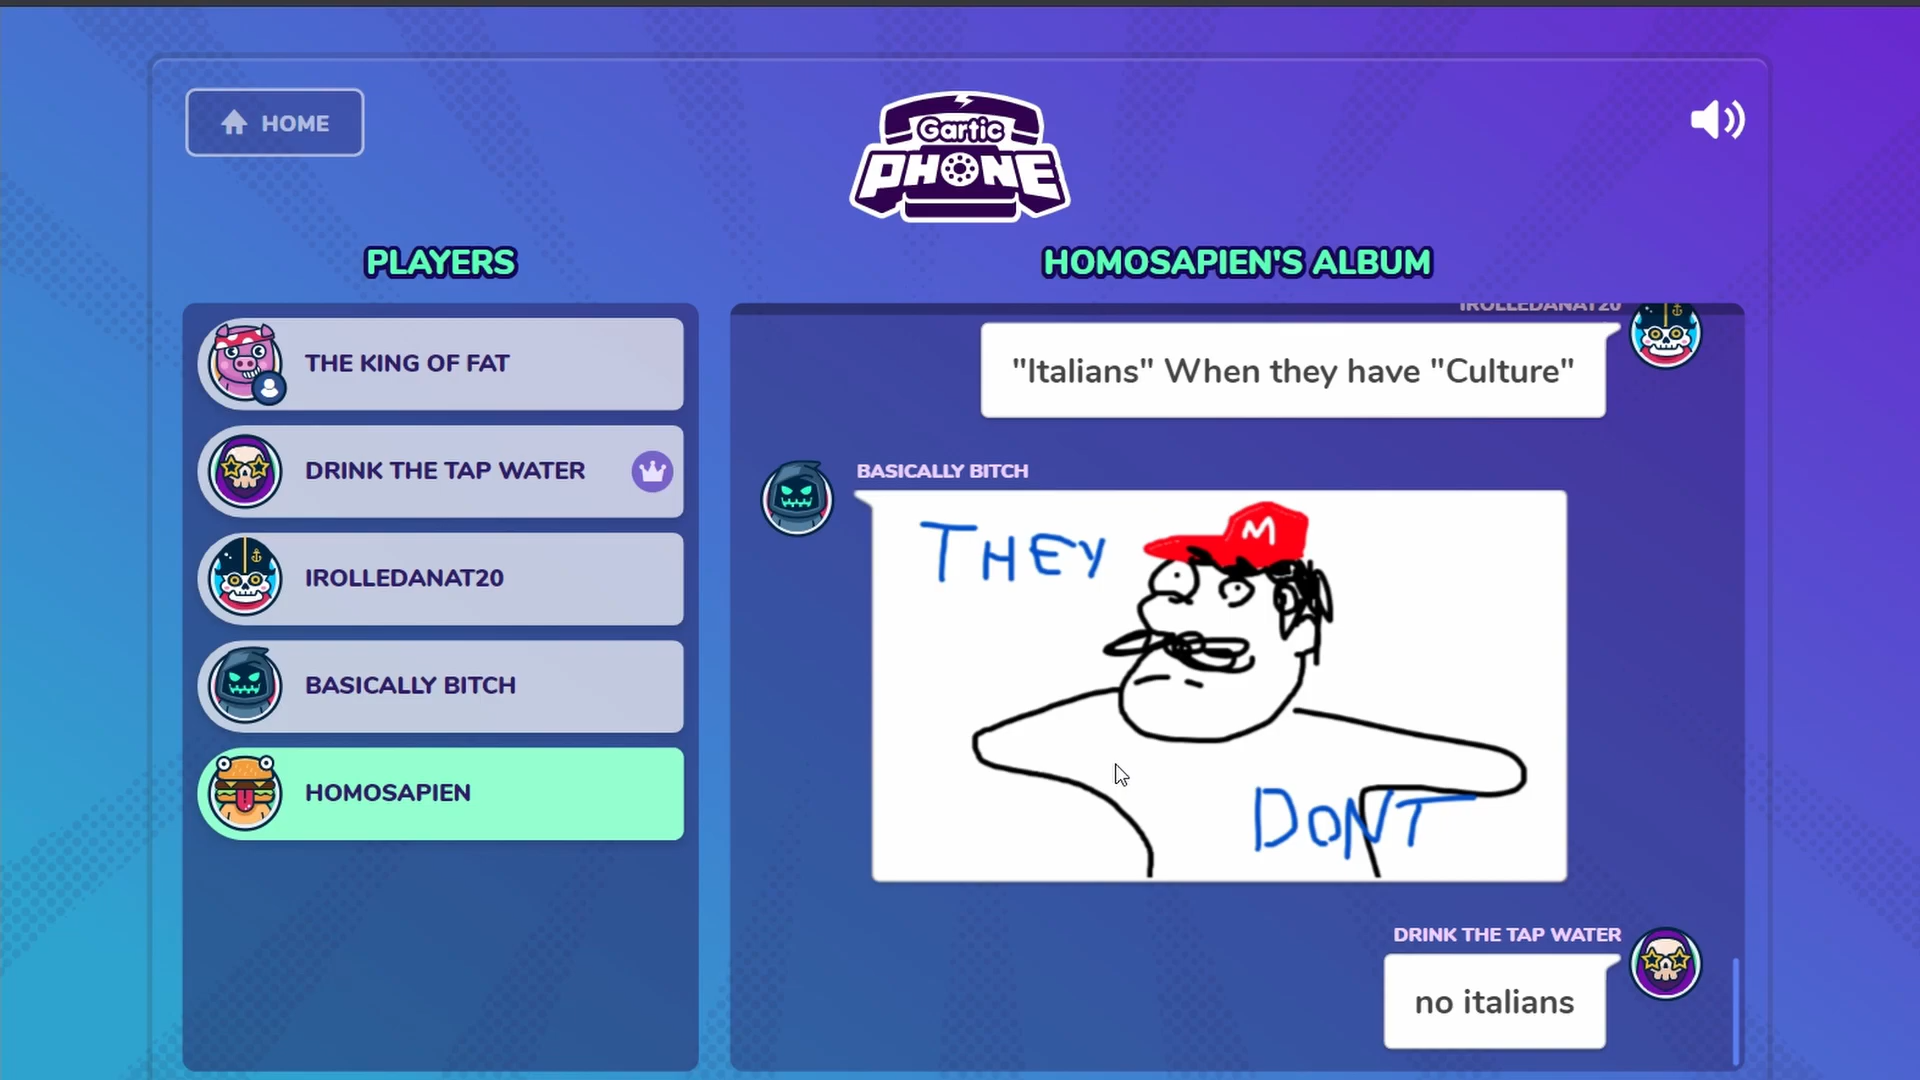 HOME
Gartic
PHONE
PLAYERS
HOMOSAPIEN'S ALBUM
THE KING OF FAT
DRINK THE TAP WATER
IROLLEDANAT20
BASICALLY BITCH
HOMOSAPIEN
IROLLEDANAT20
"Italians" When they have "Culture"
BASICALLY BITCH
THEY
M
DONT
DRINK THE TAP WATER
no italians